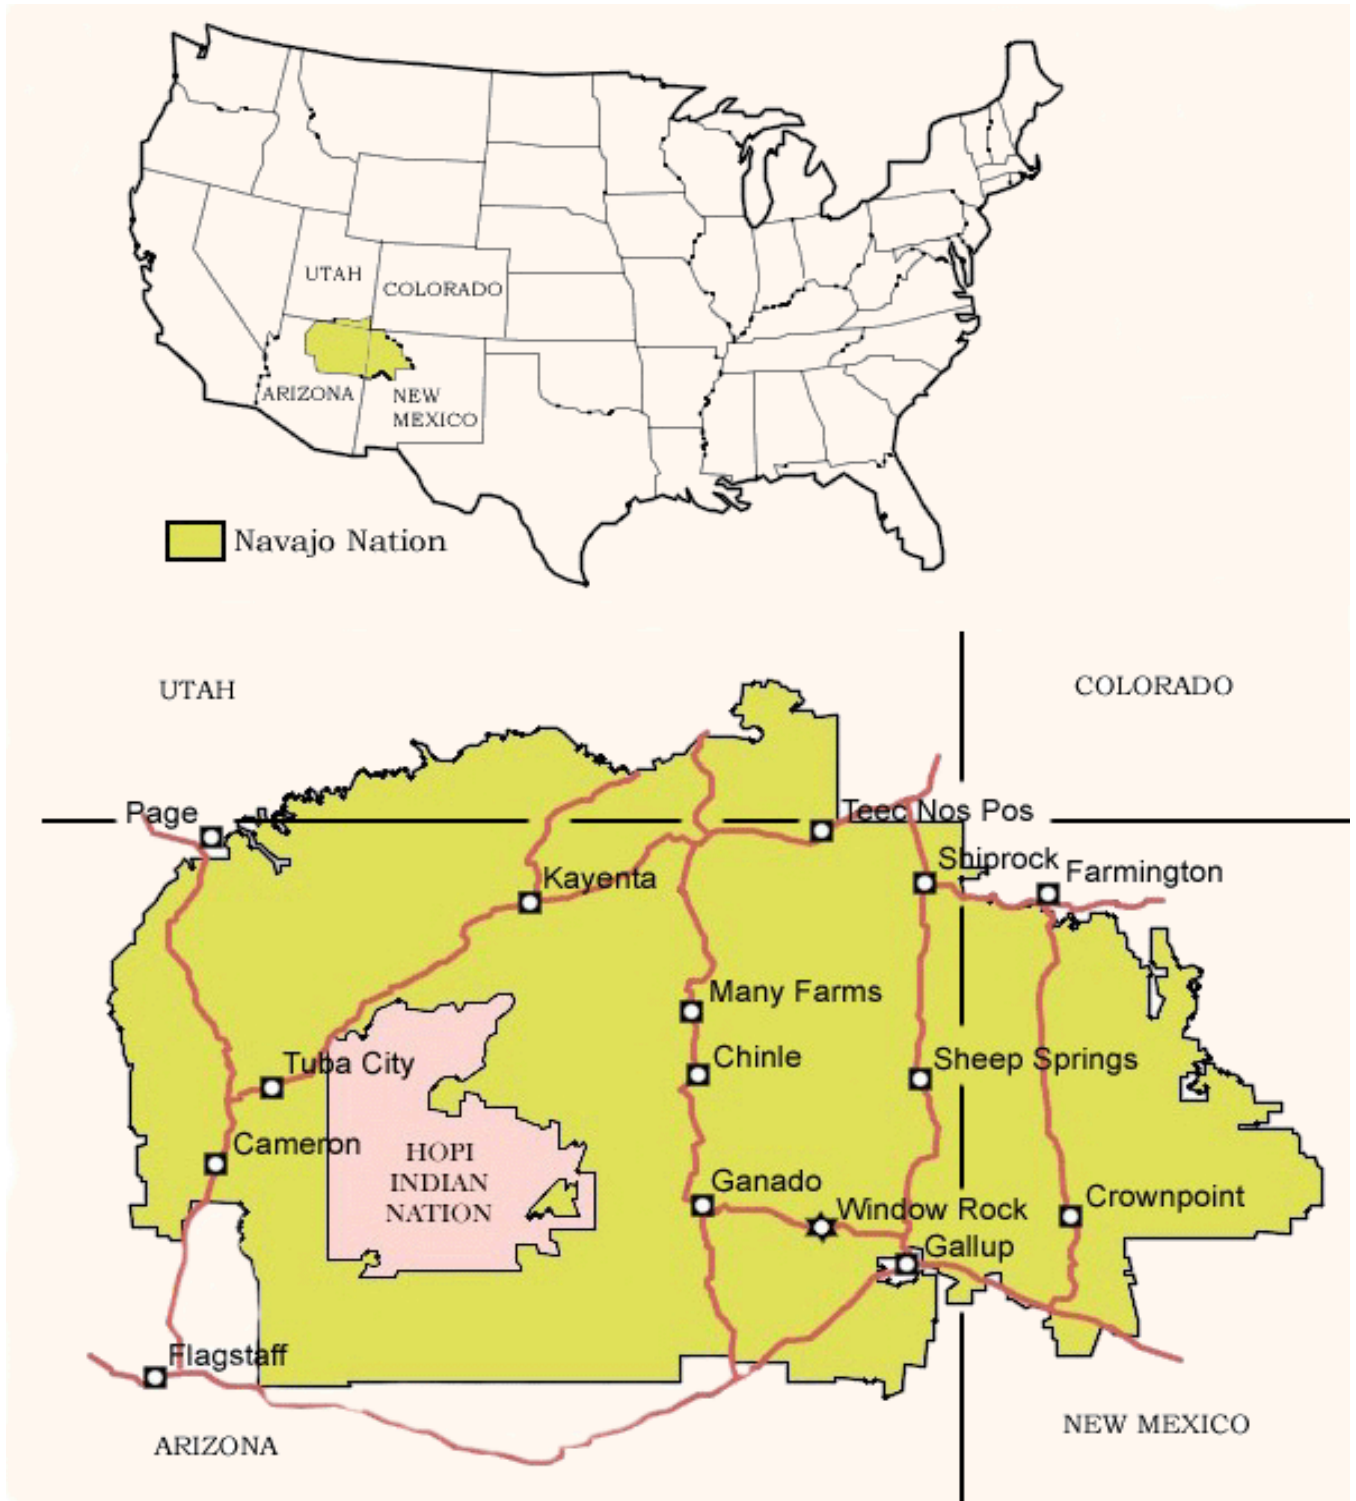 UTAH
COLORADO
ARIZONA
NEW
MEXICO
Navajo Nation
UTAH
COLORADO
Page
Teec Nos Pos
Shiprock
Farmington
Kayenta
Many Farms
Chinle
Tuba City
Sheep Springs
Cameron
HOPI
INDIAN
NATION
Ganado
Window Rock
Crownpoint
Gallup
Flagstaff
ARIZONA
NEW MEXICO